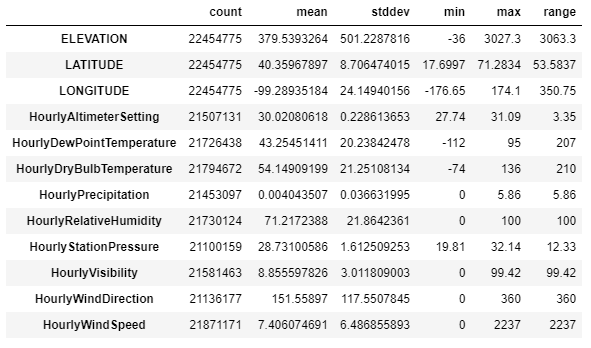 count mean stddev min max range
ELEVATION 22454775 379.5393264 501.2287816 -36 3027.3 3063.3
LATITUDE 22454775 40.35967897 8.706474015 17.6997 71.2834 53.5837
LONGITUDE 22454775 -99.28935184 24.14940156 -176.65 174.1 350.75
HourlyAltimeterSetting 21507131 30.02080618 0.228613653 27.74 31.09 3.35
HourlyDewPointTemperature 21726438 43.25451411 20.23842478 -112 95 207
HourlyDryBulbTemperature 21794672 54.14909199 21.25108134 -74 136 210
HourlyPrecipitation 21453097 0.004043507 0.036631995 0 5.86 5.86
HourlyRelativeHumidity 21730124 71.2172388 21.8642361 0 100 100
HourlyStationPressure 21100159 28.73100586 1.612509253 19.81 32.14 12.33
HourlyVisibility 21581463 8.855597826 3.011809003 0 99.42 99.42
HourlyWindDirection 21136177 151.55897 117.5507845 0 360 360
HourlyWindSpeed 21871171 7.406074691 6.486855893 0 2237 2237